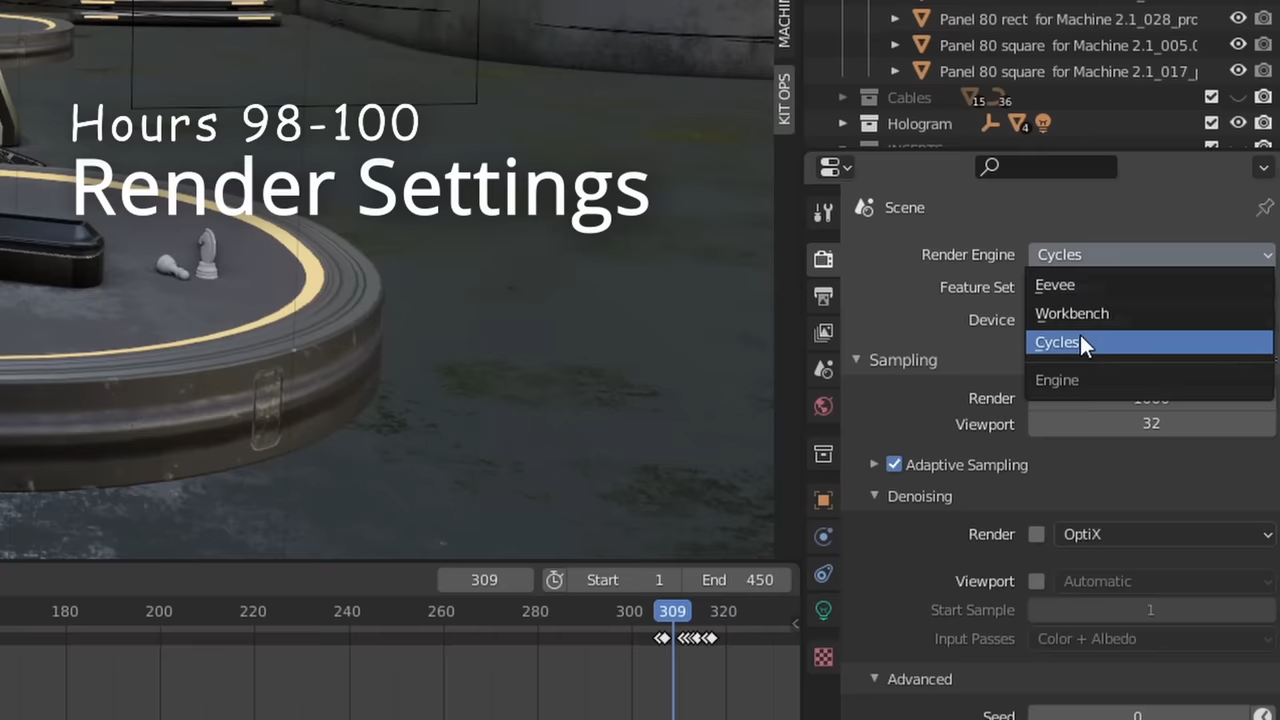 MACHIN
KIT OPS
Hours 98-100
Render Settings
Panel 80 rect for Machine 2.1_028_prc
Panel 80 square for Machine 2.1_005.0
Panel 80 square for Machine 2.1_017_p
Cables 15 36
Hologram 4
Scene
Render Engine Cycles
Eevee
Feature Set
Workbench
Device
Cycles
Sampling
Engine
Render 1000
Viewport 32
Adaptive Sampling
Denoising
Render OptiX
Viewport Automatic
Start Sample 1
Input Passes Color + Albedo
Advanced
Seed 0
309 Start 1 End 450
180 200 220 240 260 280 300 309 320